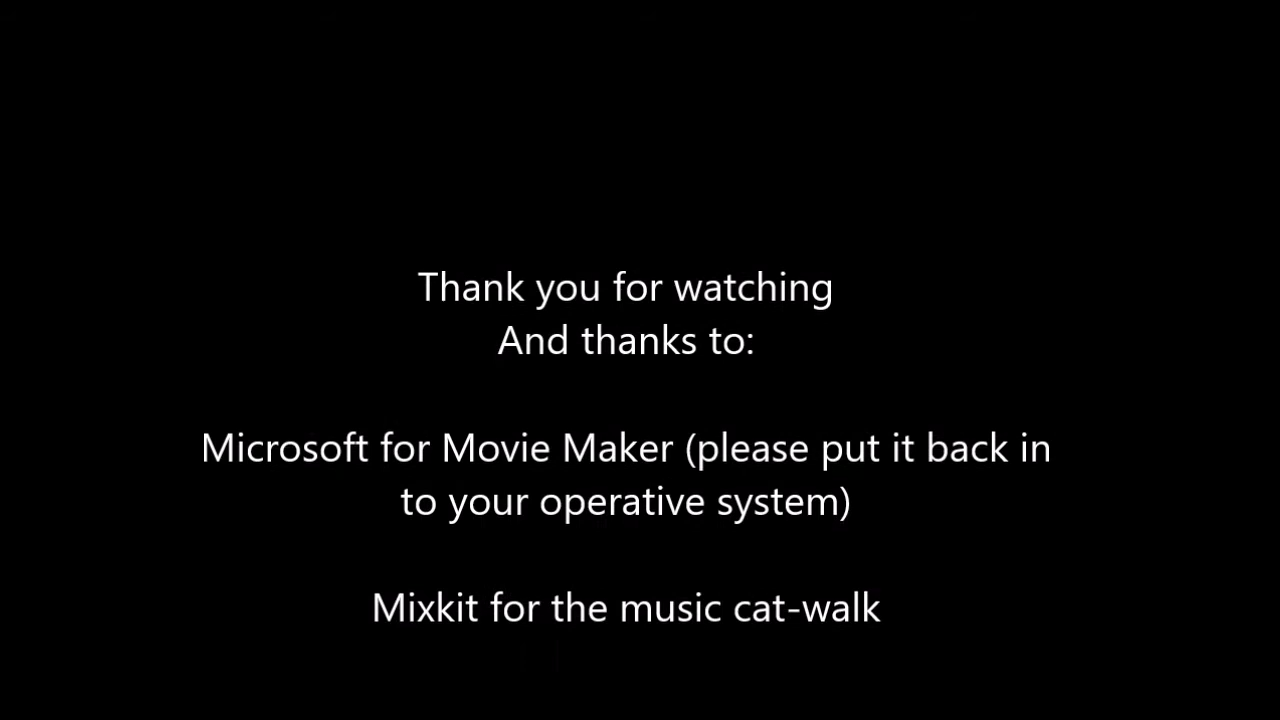 Thank you for watching
And thanks to:
Microsoft for Movie Maker (please put it back in
to your operative system)
Mixkit for the music cat-walk